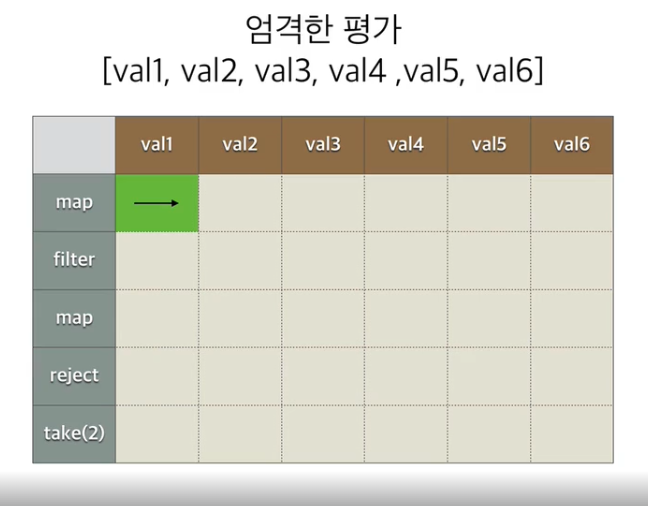 엄격한 평가
[val1, val2, val3, val4 ,val5, val6]
val1 val2 val3 val4 val5 val6
map
filter
map
reject
take(2)